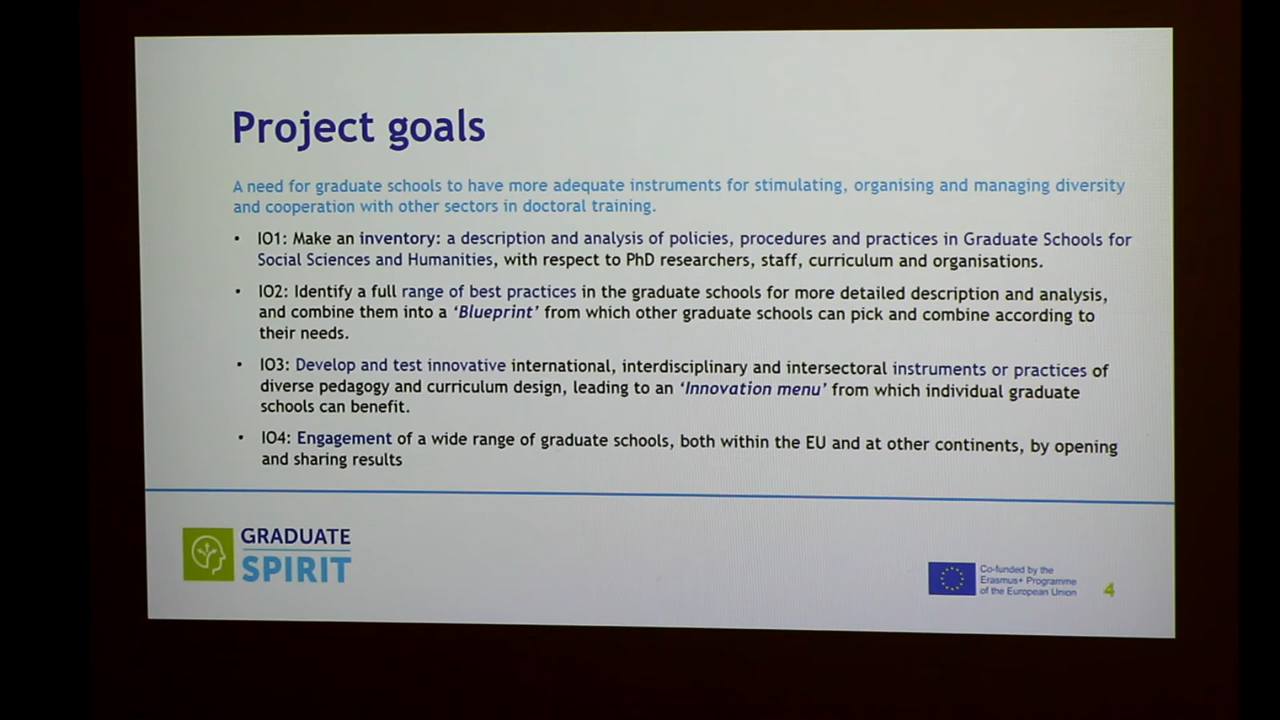 Project goals
A need for graduate schools to have more adequate instruments for stimulating, organising and managing diversity
and cooperation with other sectors in doctoral training.
• IO1: Make an inventory: a description and analysis of policies, procedures and practices in Graduate Schools for
Social Sciences and Humanities, with respect to PhD researchers, staff, curriculum and organisations.
• IO2: Identify a full range of best practices in the graduate schools for more detailed description and analysis,
and combine them into a ‘Blueprint’ from which other graduate schools can pick and combine according to
their needs.
• IO3: Develop and test innovative international, interdisciplinary and intersectoral instruments or practices of
diverse pedagogy and curriculum design, leading to an ‘Innovation menu’ from which individual graduate
schools can benefit.
• IO4: Engagement of a wide range of graduate schools, both within the EU and at other continents, by opening
and sharing results
GRADUATE
SPIRIT
Co-funded by the
Erasmus+ Programme
of the European Union
4